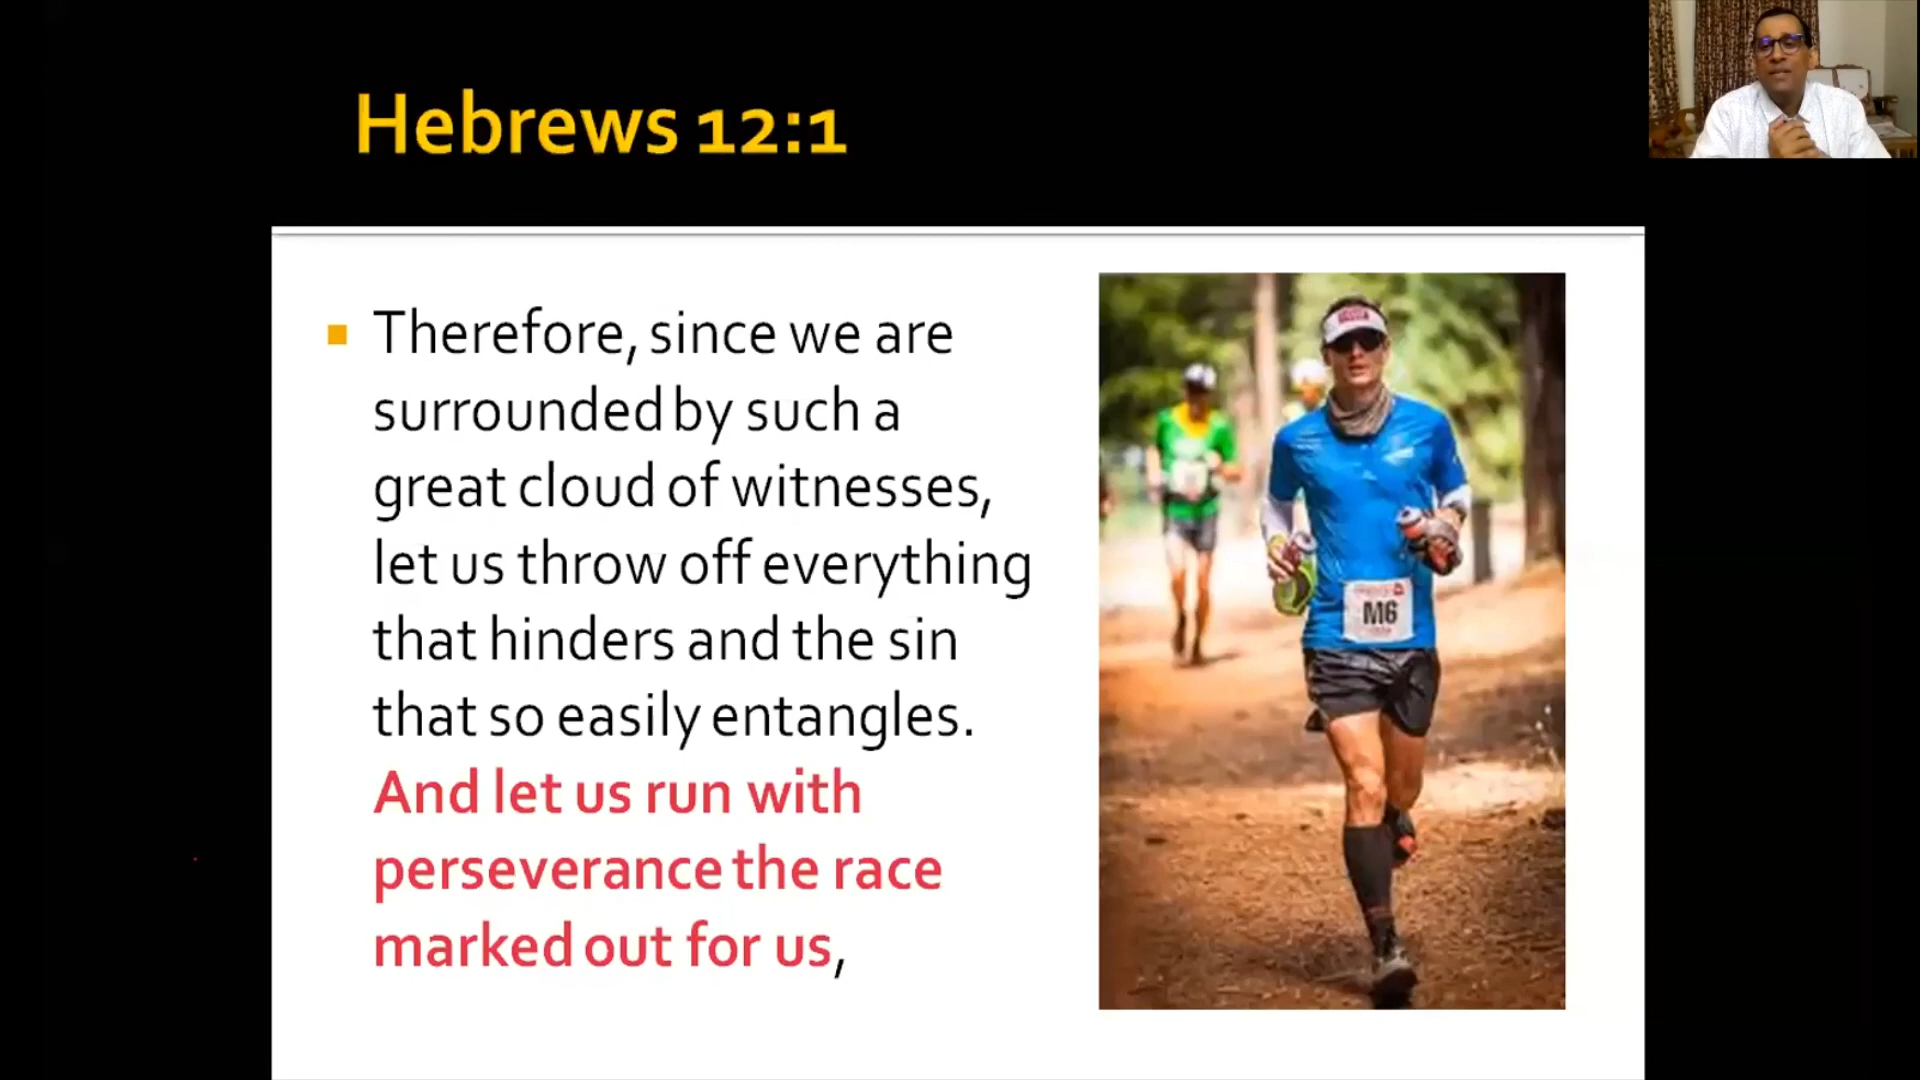 Hebrews 12:1
Therefore, since we are
surrounded by such a
great cloud of witnesses,
let us throw off everything
that hinders and the sin
that so easily entangles.
And let us run with
perseverance the race
marked out for us,
M6